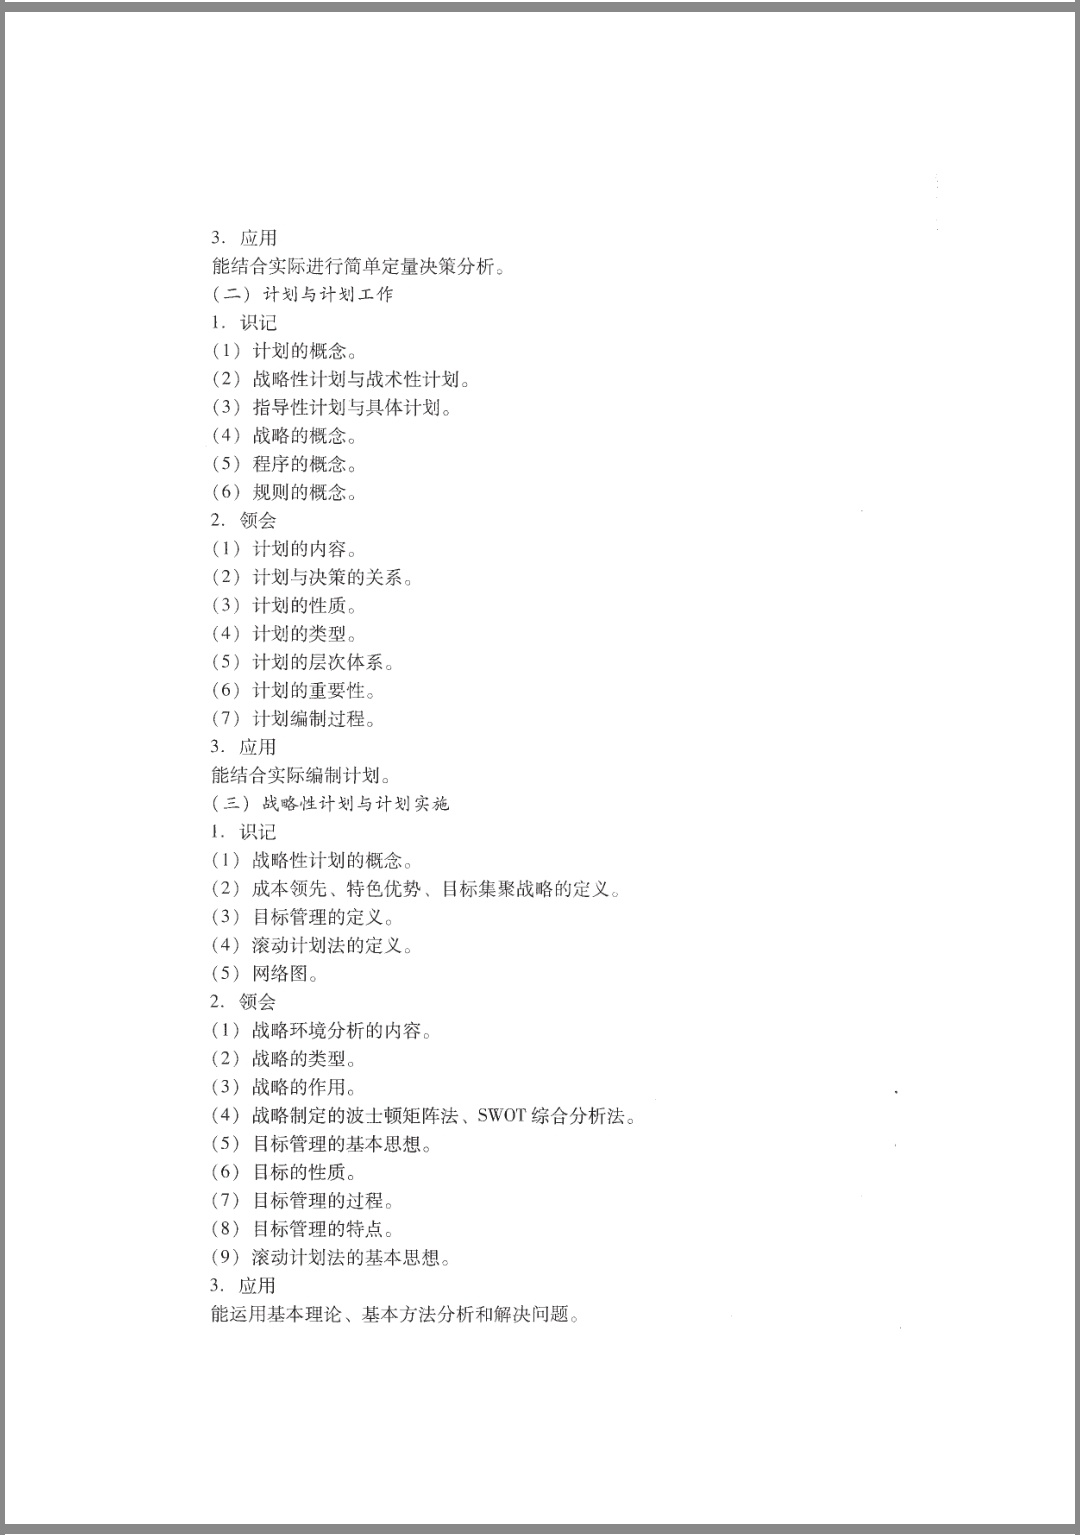 3. 应用
能结合实际进行简单定量决策分析。
(二) 计划与计划工作
1. 识记
(1) 计划的概念。
(2) 战略性计划与战术性计划。
(3) 指导性计划与具体计划。
(4) 战略的概念。
(5) 程序的概念。
(6) 规则的概念。
2. 领会
(1) 计划的内容。
(2) 计划与决策的关系。
(3) 计划的性质。
(4) 计划的类型。
(5) 计划的层次体系。
(6) 计划的重要性。
(7) 计划编制过程。
3. 应用
能结合实际编制计划。
(三) 战略性计划与计划实施
1. 识记
(1) 战略性计划的概念。
(2) 成本领先、特色优势、目标集聚战略的定义。
(3) 目标管理的定义。
(4) 滚动计划法的定义。
(5) 网络图。
2. 领会
(1) 战略环境分析的内容。
(2) 战略的类型。
(3) 战略的作用。
(4) 战略制定的波士顿矩阵法、SWOT 综合分析法。
(5) 目标管理的基本思想。
(6) 目标的性质。
(7) 目标管理的过程。
(8) 目标管理的特点。
(9) 滚动计划法的基本思想。
3. 应用
能运用基本理论、基本方法分析和解决问题。